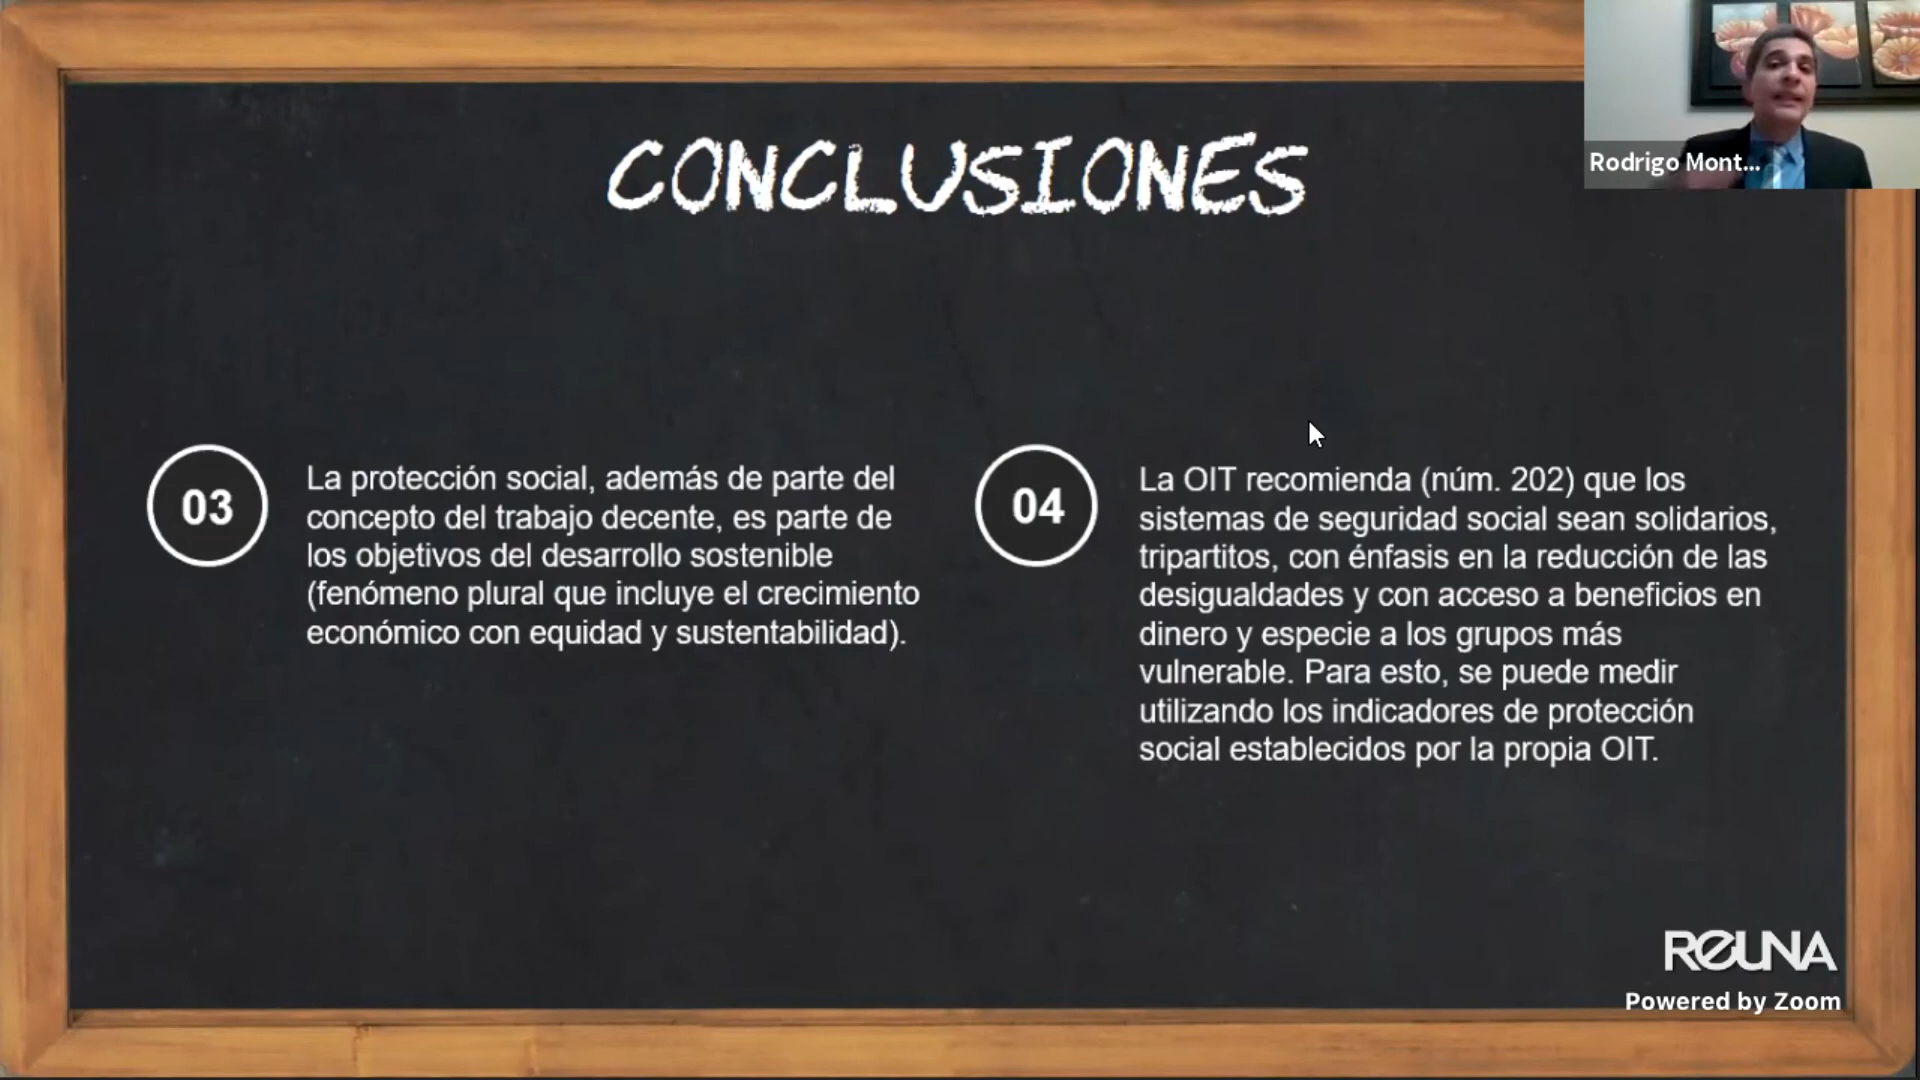 CONCLUSIONES
Rodrigo Mont...
03
La protección social, además de parte del
concepto del trabajo decente, es parte de
los objetivos del desarrollo sostenible
(fenómeno plural que incluye el crecimiento
económico con equidad y sustentabilidad).
04
La OIT recomienda (núm. 202) que los
sistemas de seguridad social sean solidarios,
tripartitos, con énfasis en la reducción de las
desigualdades y con acceso a beneficios en
dinero y especie a los grupos más
vulnerable. Para esto, se puede medir
utilizando los indicadores de protección
social establecidos por la propia OIT.
REUNA
Powered by Zoom